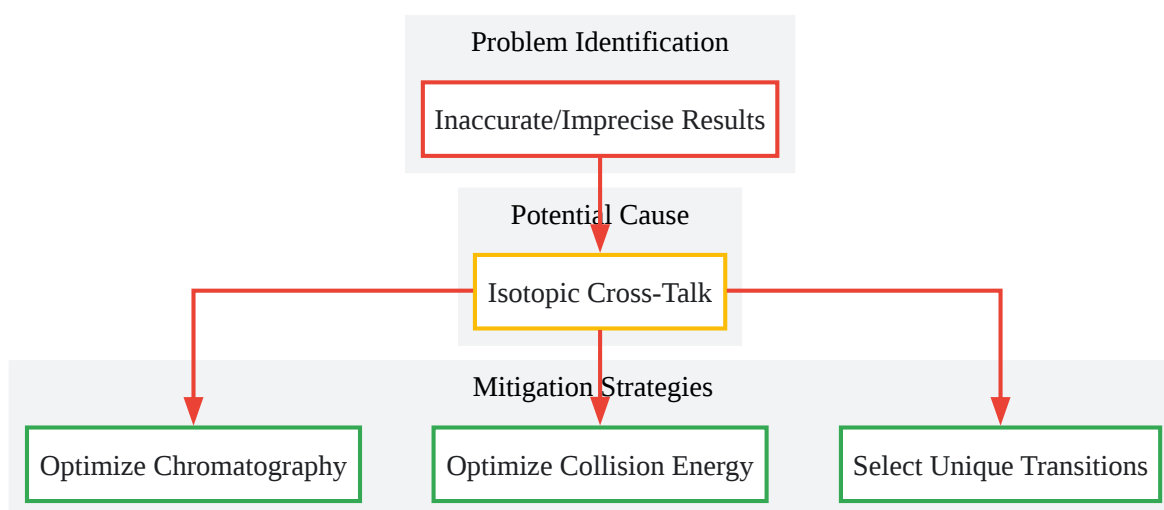 Problem Identification
Inaccurate/Imprecise Results
Potential Cause
Isotopic Cross-Talk
Mitigation Strategies
Optimize Chromatography
Optimize Collision Energy
Select Unique Transitions